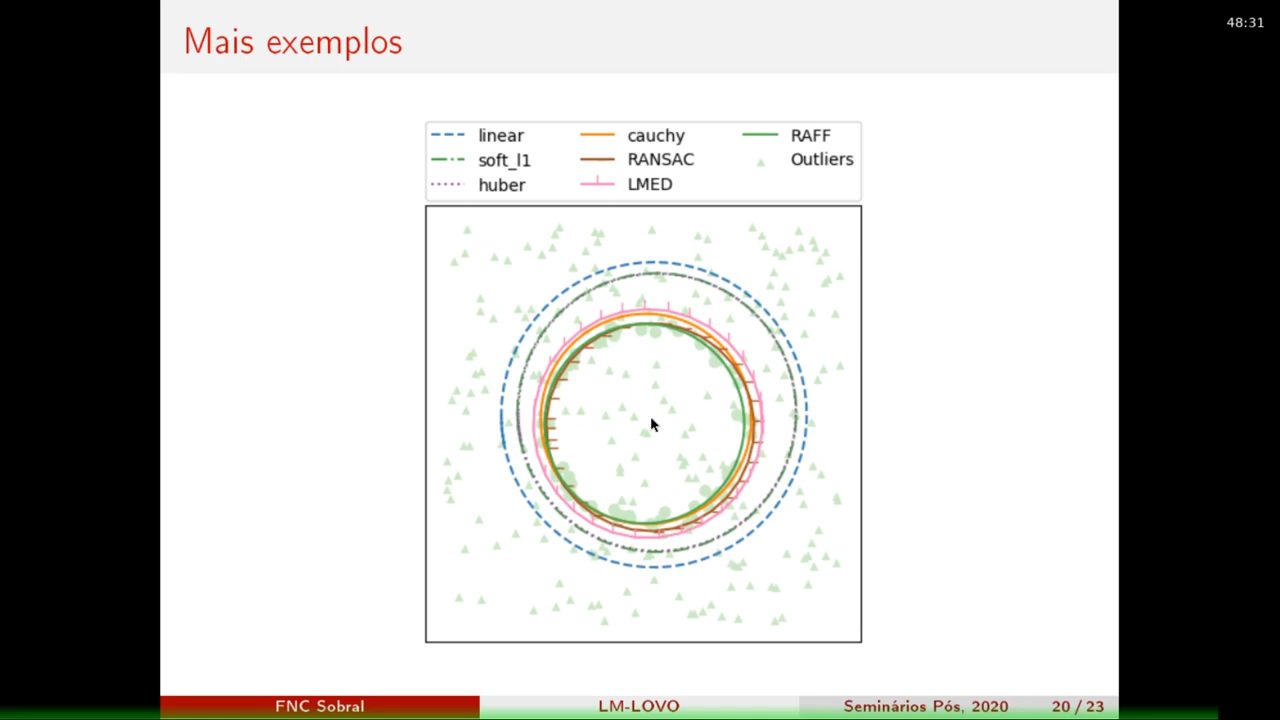 48:31
Mais exemplos
linear cauchy RAFF
soft_l1 RANSAC Outliers
huber LMED
FNC Sobral LM-LOVO Seminários Pós, 2020 20 / 23